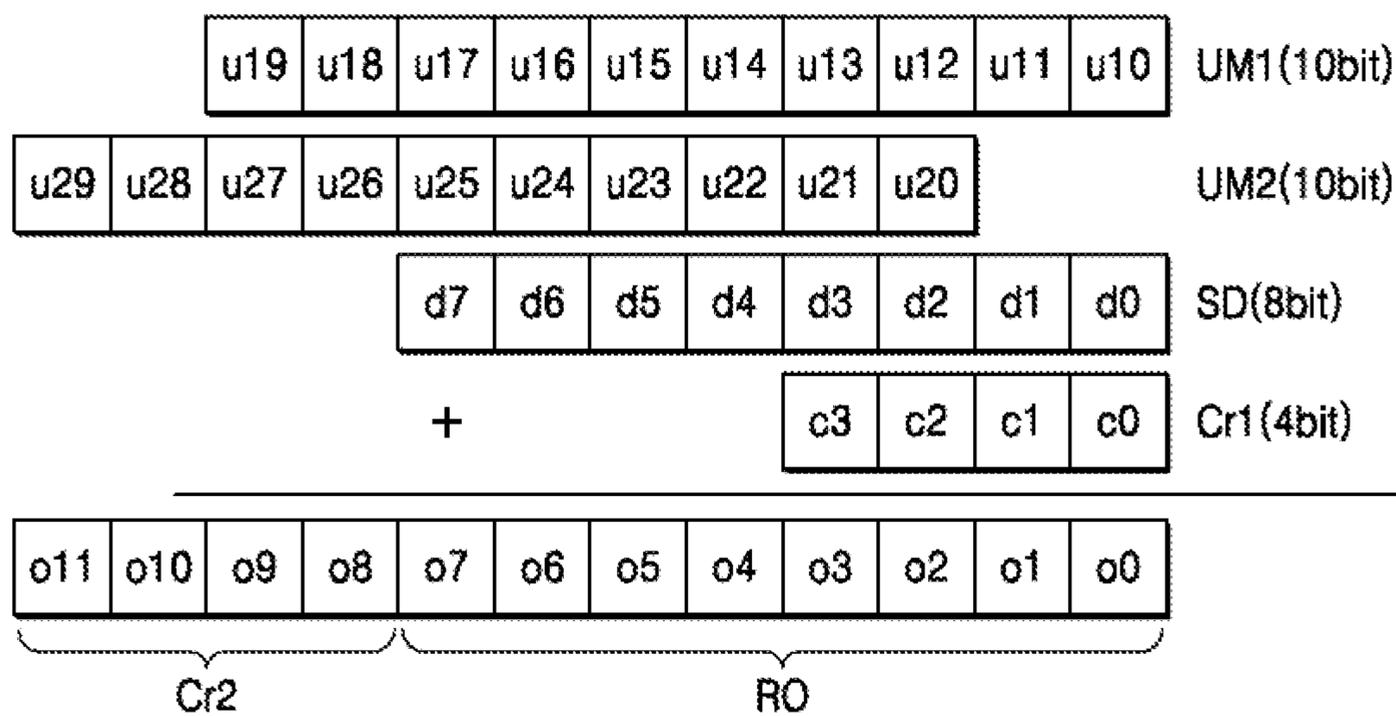 u19 u18 u17 u16 u15 u14 u13 u12 u11 u10 UM1(10bit)
u29 u28 u27 u26 u25 u24 u23 u22 u21 u20 UM2(10bit)
d7 d6 d5 d4 d3 d2 d1 d0 SD(8bit)
+ c3 c2 c1 c0 Cr1(4bit)
o11 o10 o9 o8 o7 o6 o5 o4 o3 o2 o1 o0
Cr2 RO